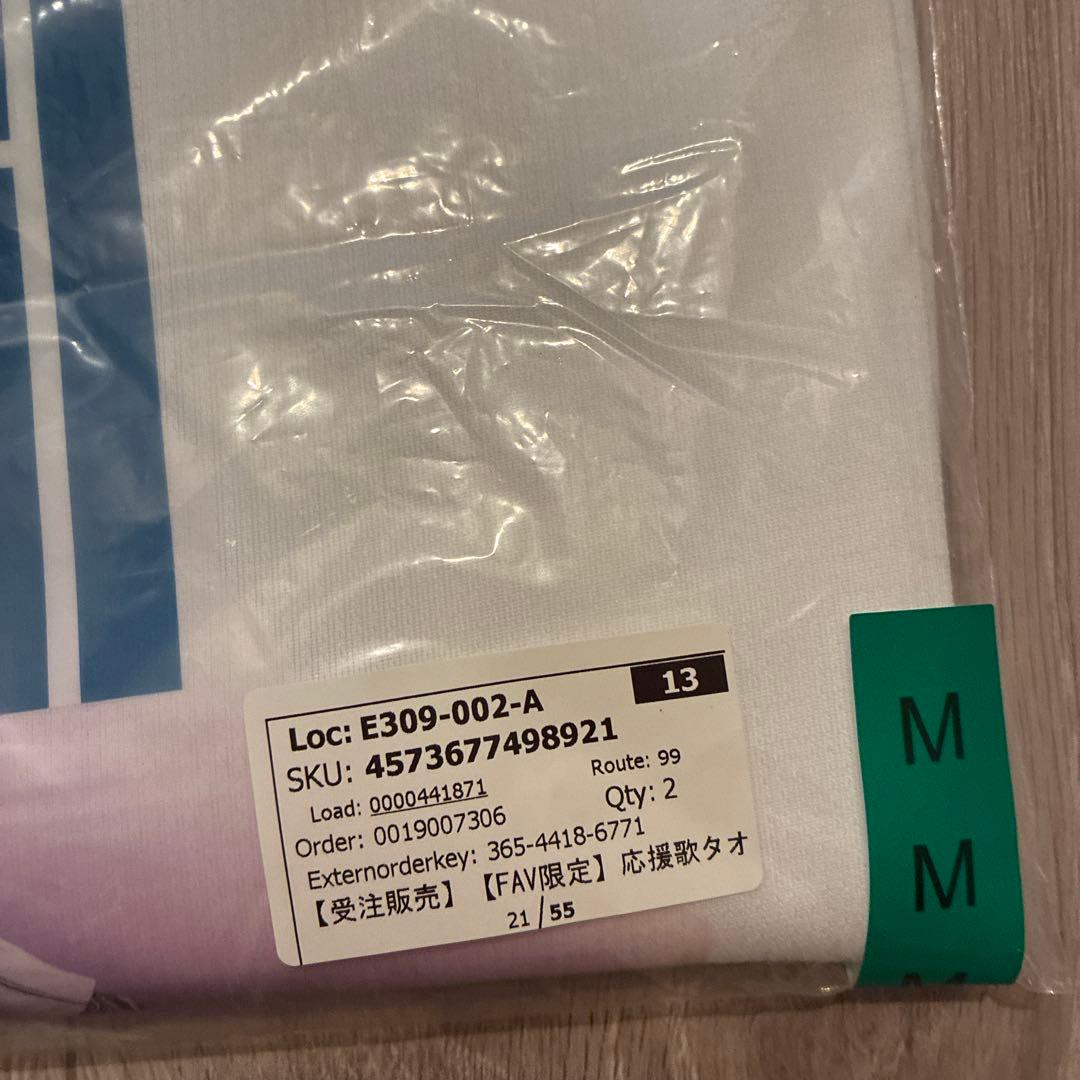 13
Loc: E309-002-A
SKU: 4573677498921
Load: 0000441871
Route: 99
Order: 0019007306
Qty: 2
Externorderkey: 365-4418-6771
【受注販売】【FAV限定】応援歌タオ
21/55
M
M
M